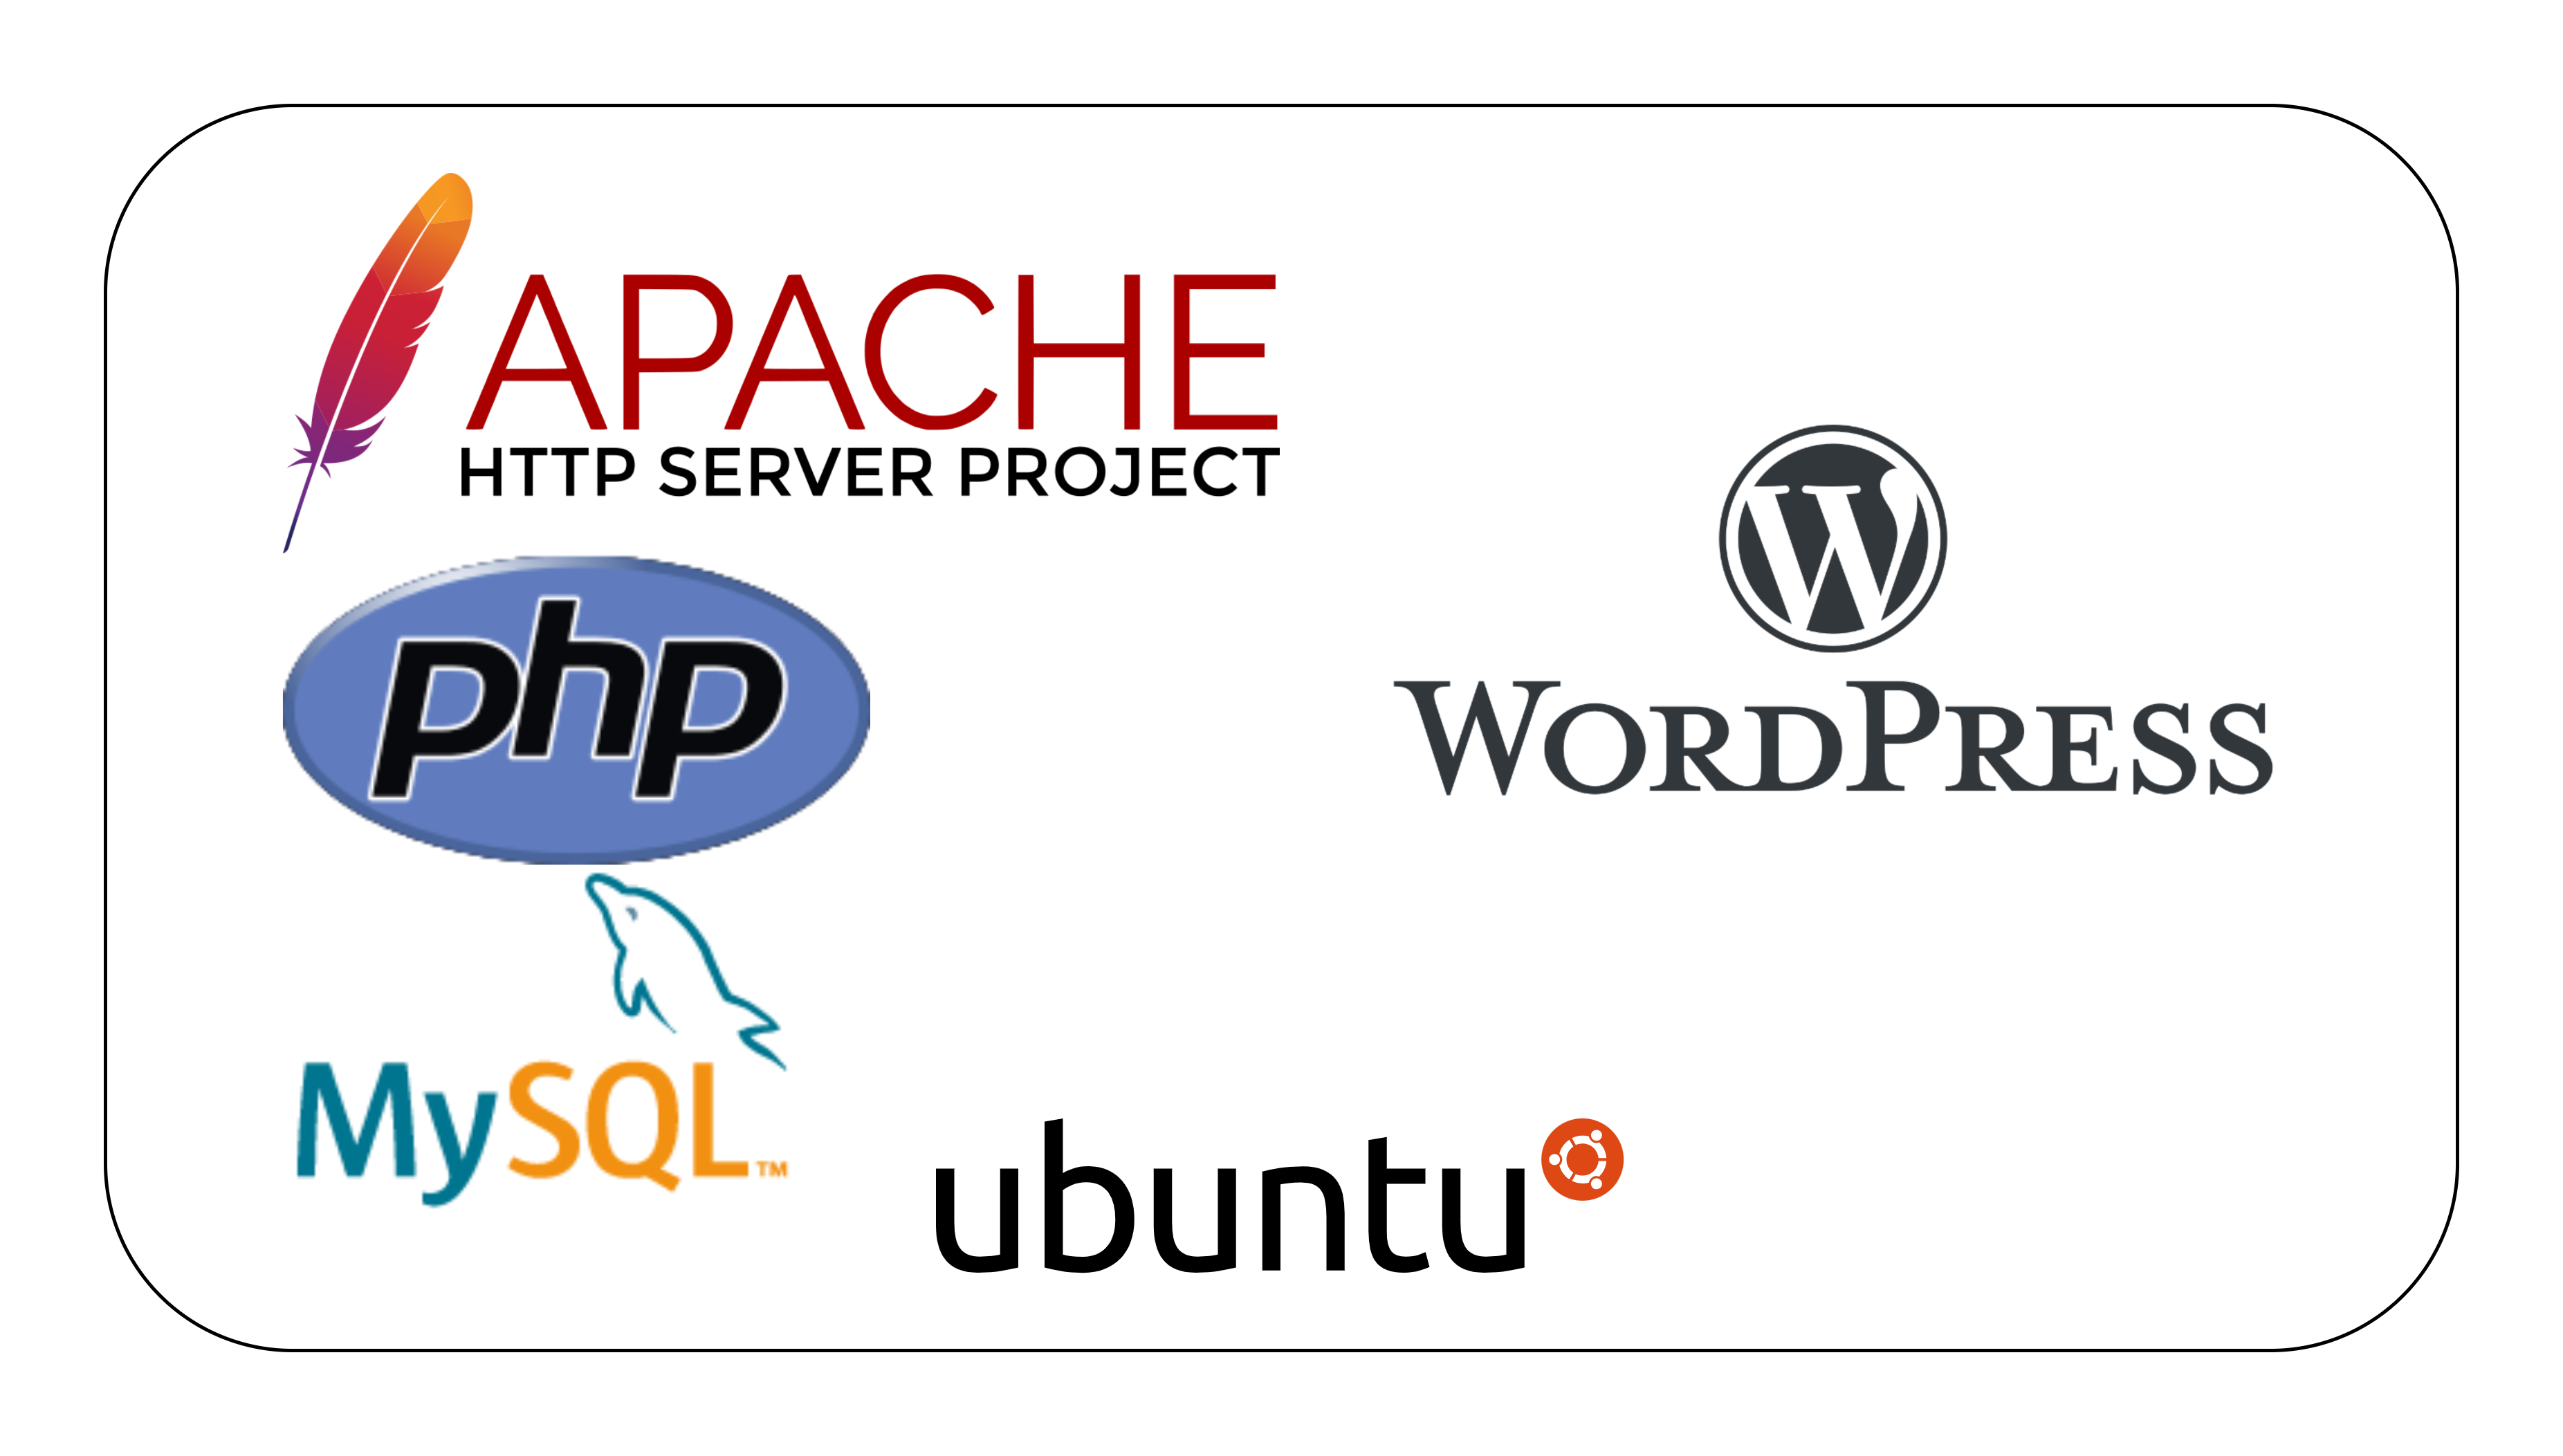 APACHE
HTTP SERVER PROJECT
php
W
WORDPRESS
MySQL™
ubuntu